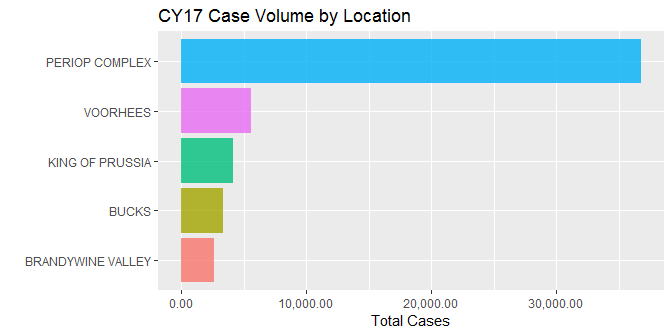 CY17 Case Volume by Location
PERIOP COMPLEX
VOORHEES
KING OF PRUSSIA
BUCKS
BRANDYWINE VALLEY
0.00 10,000.00 20,000.00 30,000.00
Total Cases